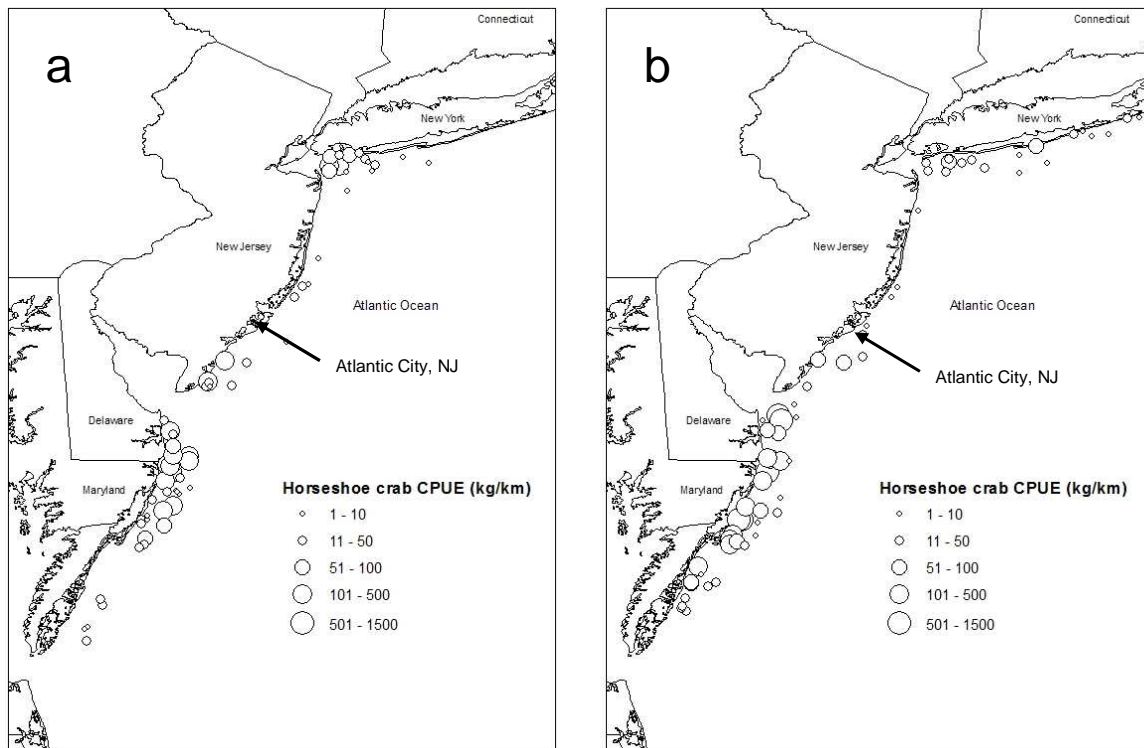 a
Connecticut
New York
New Jersey
Atlantic Ocean
Atlantic City, NJ
Delaware
Maryland
Horseshoe crab CPUE (kg/km)
1 - 10
11 - 50
51 - 100
101 - 500
501 - 1500
b
Connecticut
New York
New Jersey
Atlantic Ocean
Atlantic City, NJ
Delaware
Maryland
Horseshoe crab CPUE (kg/km)
1 - 10
11 - 50
51 - 100
101 - 500
501 - 1500